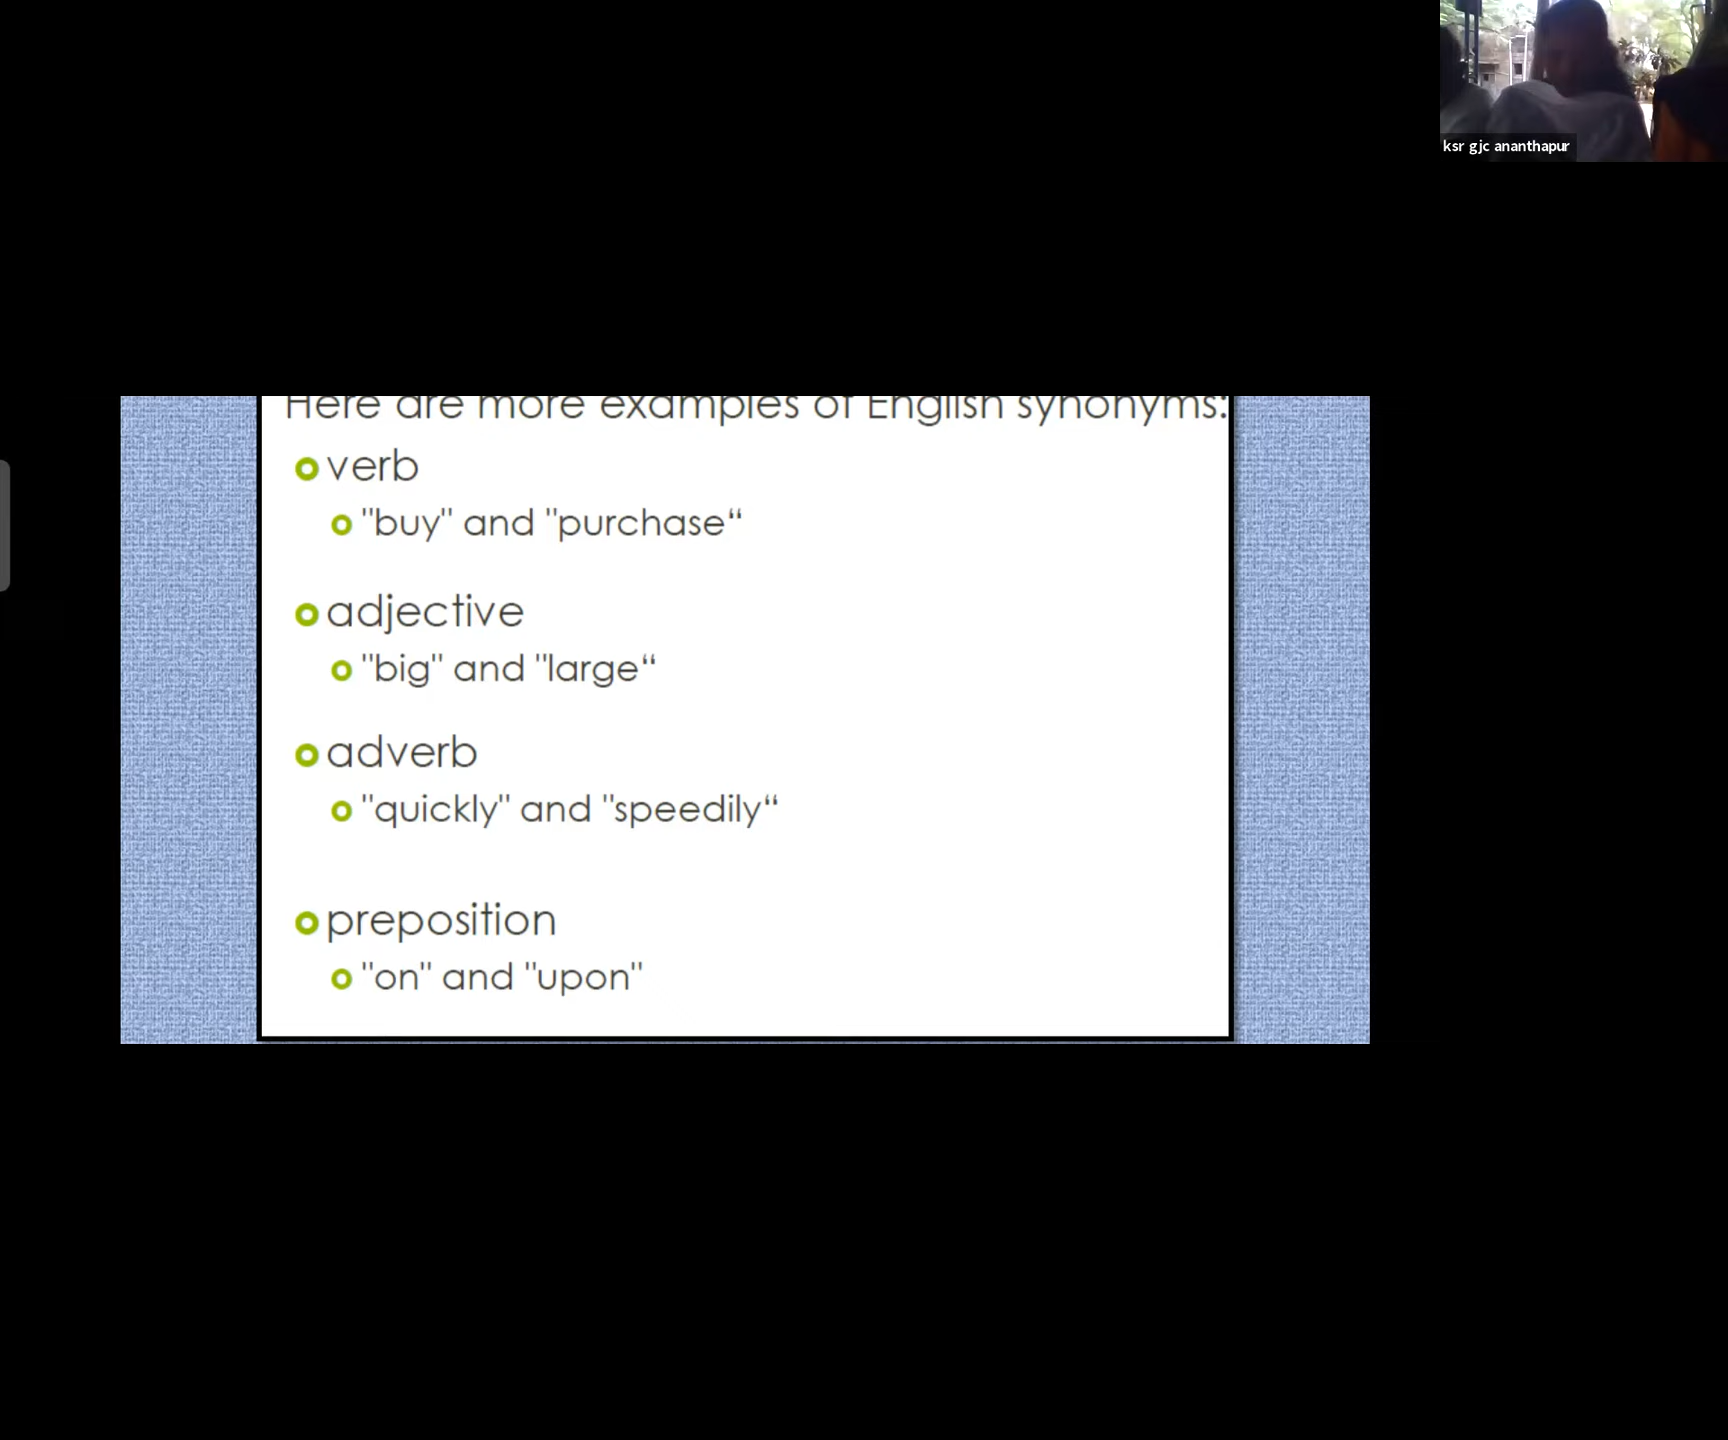 ksr gjc ananthapur
Here are more examples of English synonyms:
verb
"buy" and "purchase“
adjective
"big" and "large“
adverb
"quickly" and "speedily“
preposition
"on" and "upon"